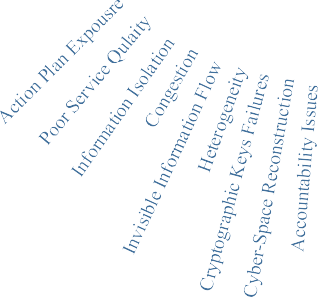 Action Plan Expousre
Poor Service Qulaity
Information Isolation
Congestion
Invisible Information Flow
Heterogeneity
Cryptographic Keys Failures
Cyber-Space Reconstruction
Accountability Issues